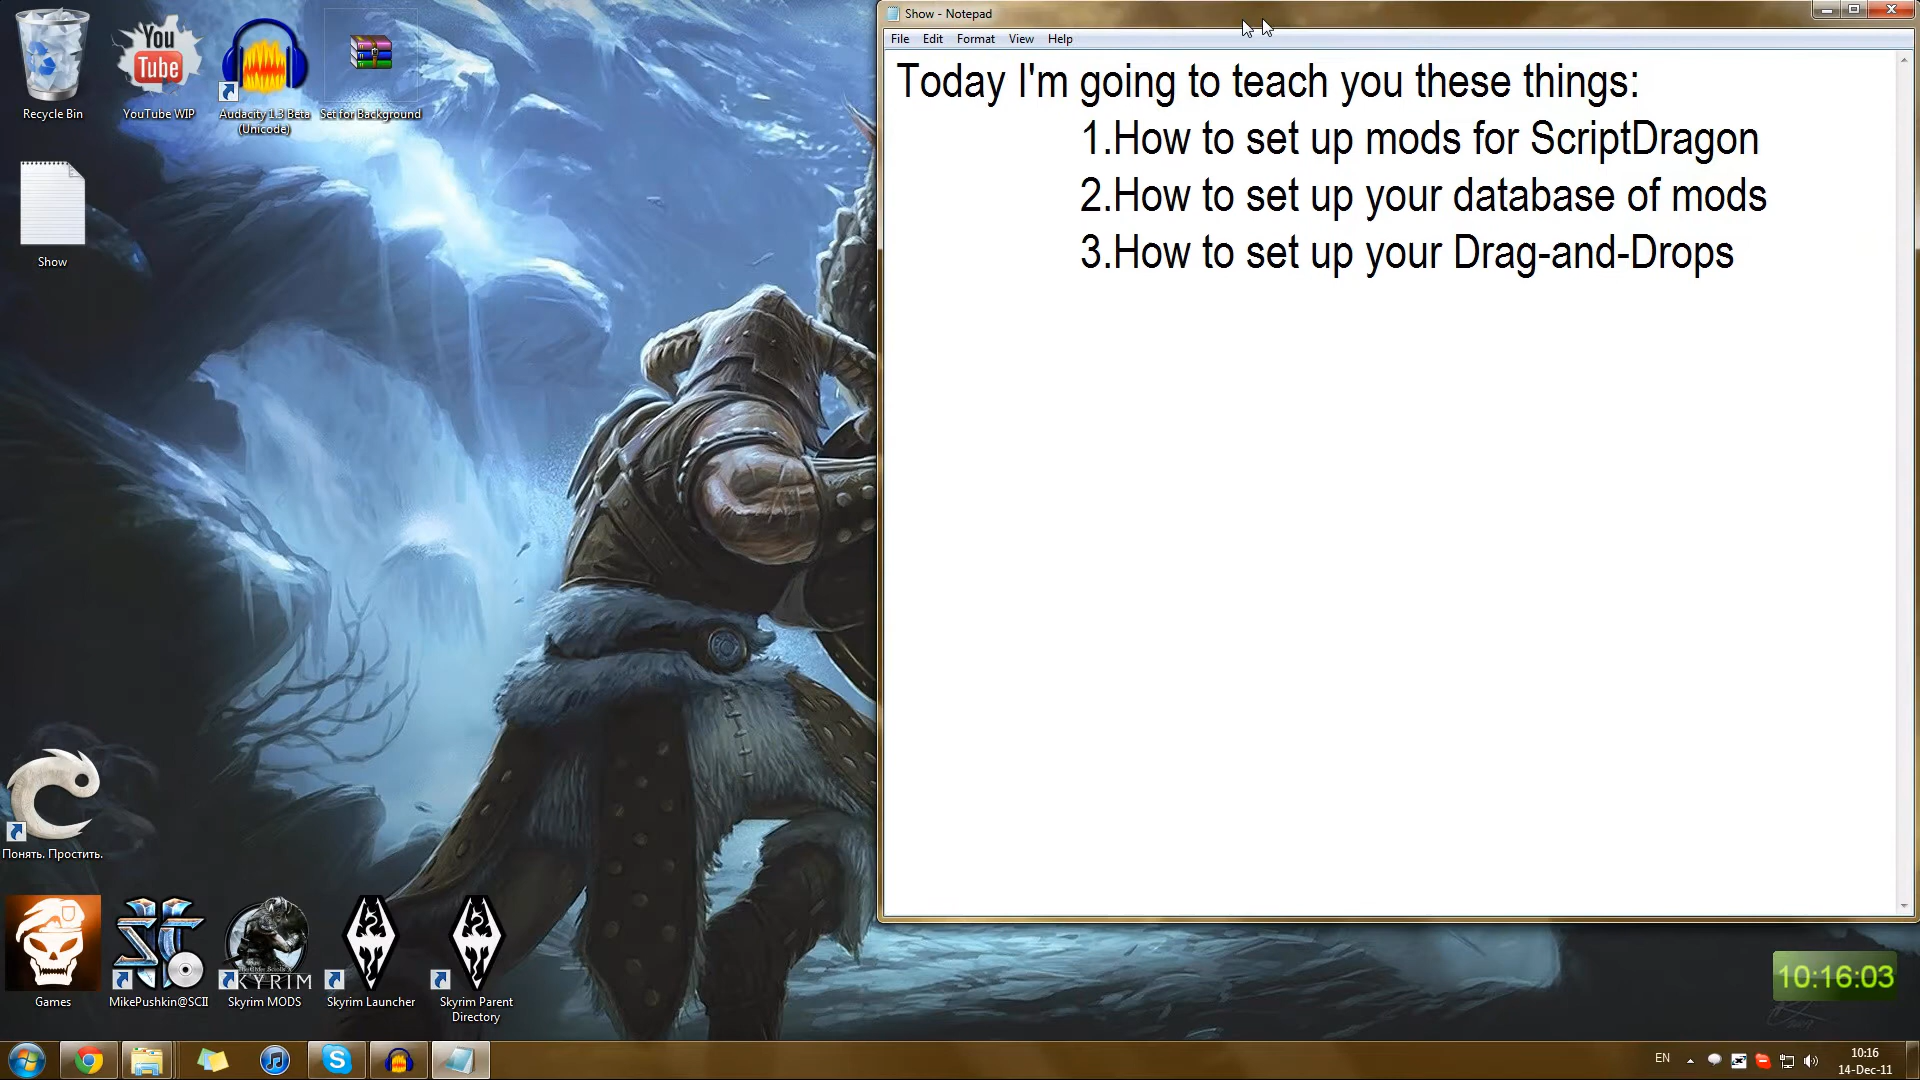 Show - Notepad
File Edit Format View Help
Today I'm going to teach you these things:
1.How to set up mods for ScriptDragon
2.How to set up your database of mods
3.How to set up your Drag-and-Drops
You
Tube
Recycle Bin
YouTube WIP
Audacity 1.3 Beta
(Unicode)
Set for Background
Show
Понять. Простить.
SC
SKYRIM
Games
MikePushkin@SCII
Skyrim MODS
Skyrim Launcher
Skyrim Parent
Directory
10:16:03
EN
10:16
14-Dec-11